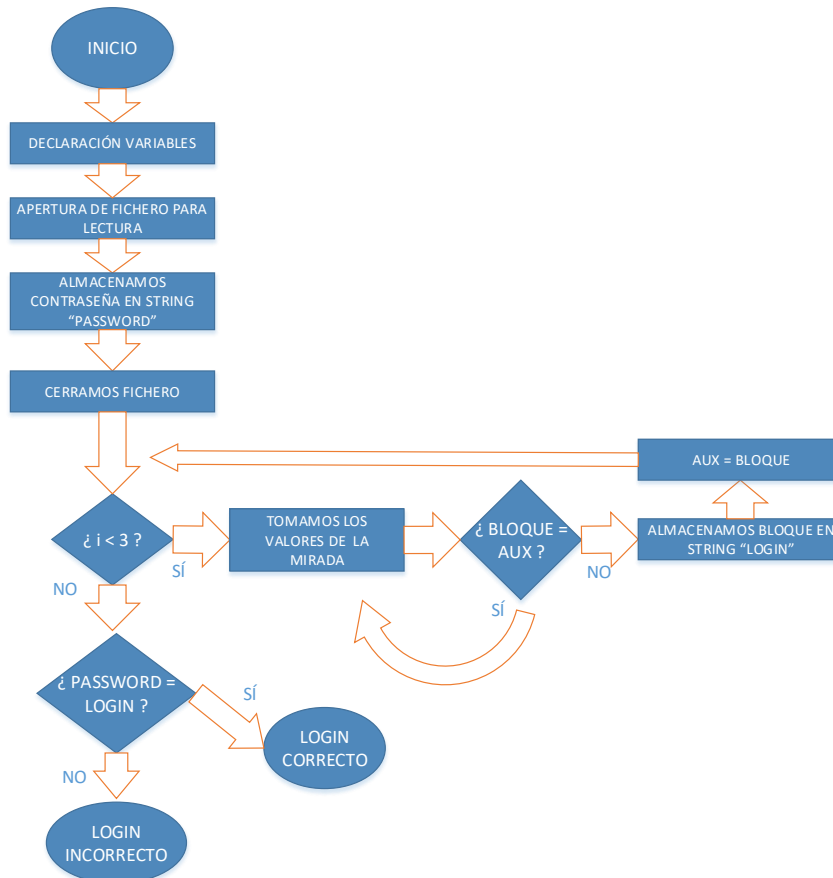 INICIO
DECLARACIÓN VARIABLES
APERTURA DE FICHERO PARA
LECTURA
ALMACENAMOS
CONTRASEÑA EN STRING
“PASSWORD”
CERRAMOS FICHERO
AUX = BLOQUE
¿ i < 3 ?
SÍ
TOMAMOS LOS
VALORES DE LA
MIRADA
¿ BLOQUE =
AUX ?
NO
ALMACENAMOS BLOQUE EN
STRING “LOGIN”
SÍ
NO
¿ PASSWORD =
LOGIN ?
SÍ
LOGIN
CORRECTO
NO
LOGIN
INCORRECTO